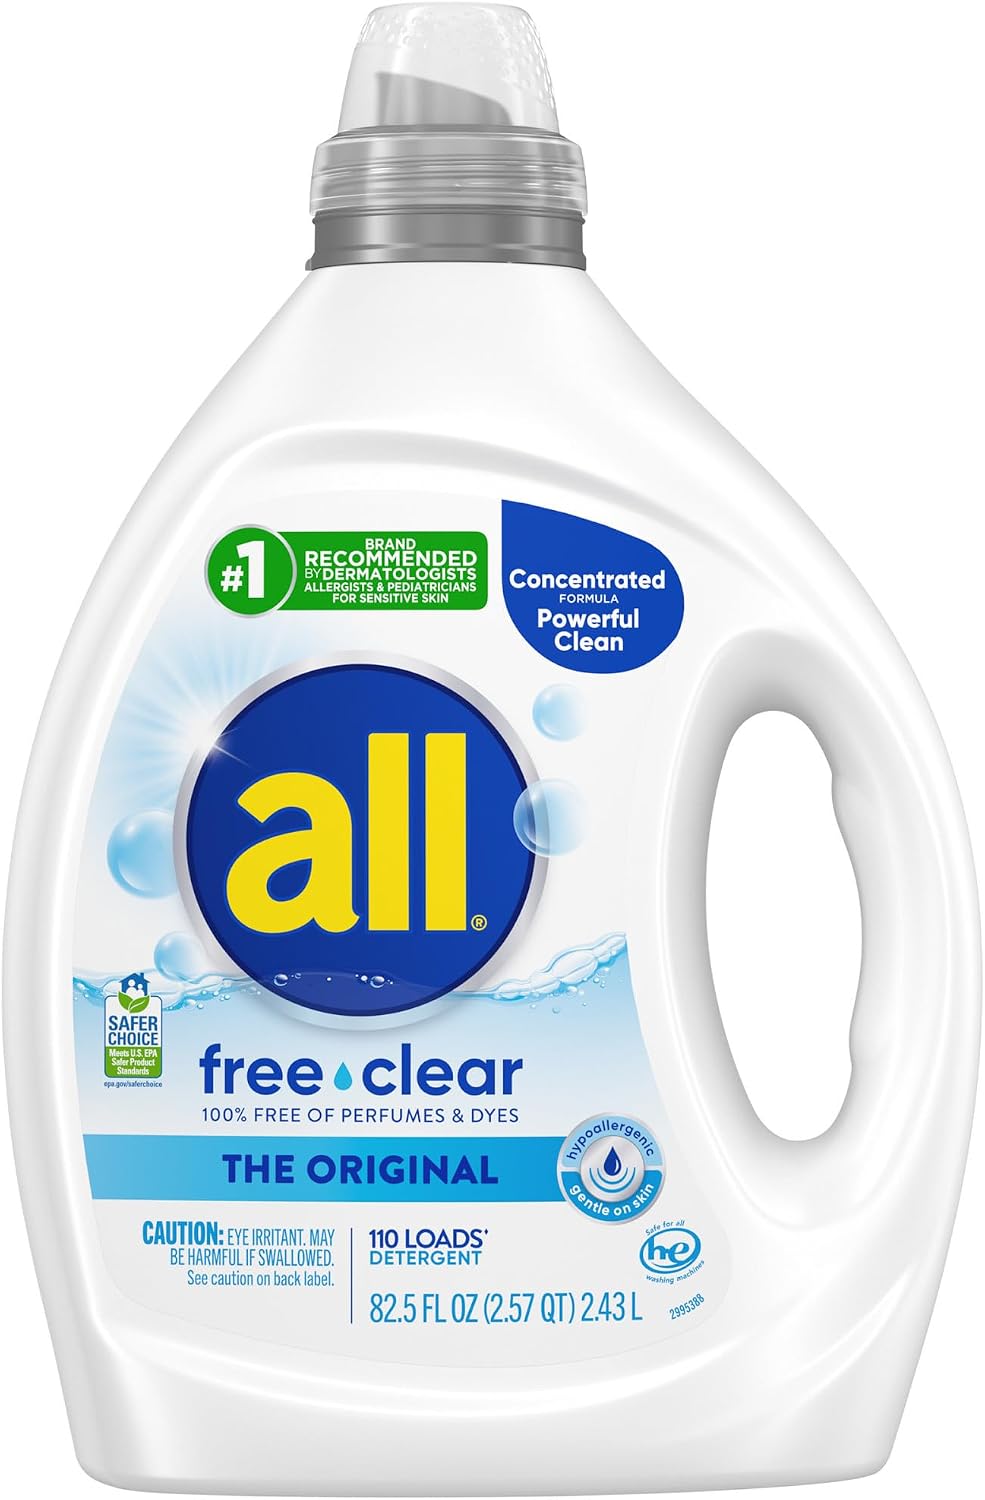 #1
BRAND
RECOMMENDED
BY DERMATOLOGISTS
ALLERGISTS & PEDIATRICIANS
FOR SENSITIVE SKIN
Concentrated
FORMULA
Powerful
Clean
all®
SAFER
CHOICE
Meets U.S. EPA
Safer Product
Standards
epa.gov/saferchoice
free clear
100% FREE OF PERFUMES & DYES
THE ORIGINAL
hypoallergenic
gentle on skin
CAUTION: EYE IRRITANT. MAY
BE HARMFUL IF SWALLOWED.
See caution on back label.
110 LOADS*
DETERGENT
82.5 FL OZ (2.57 QT) 2.43 L
Safe for all
he
washing machines
2995388